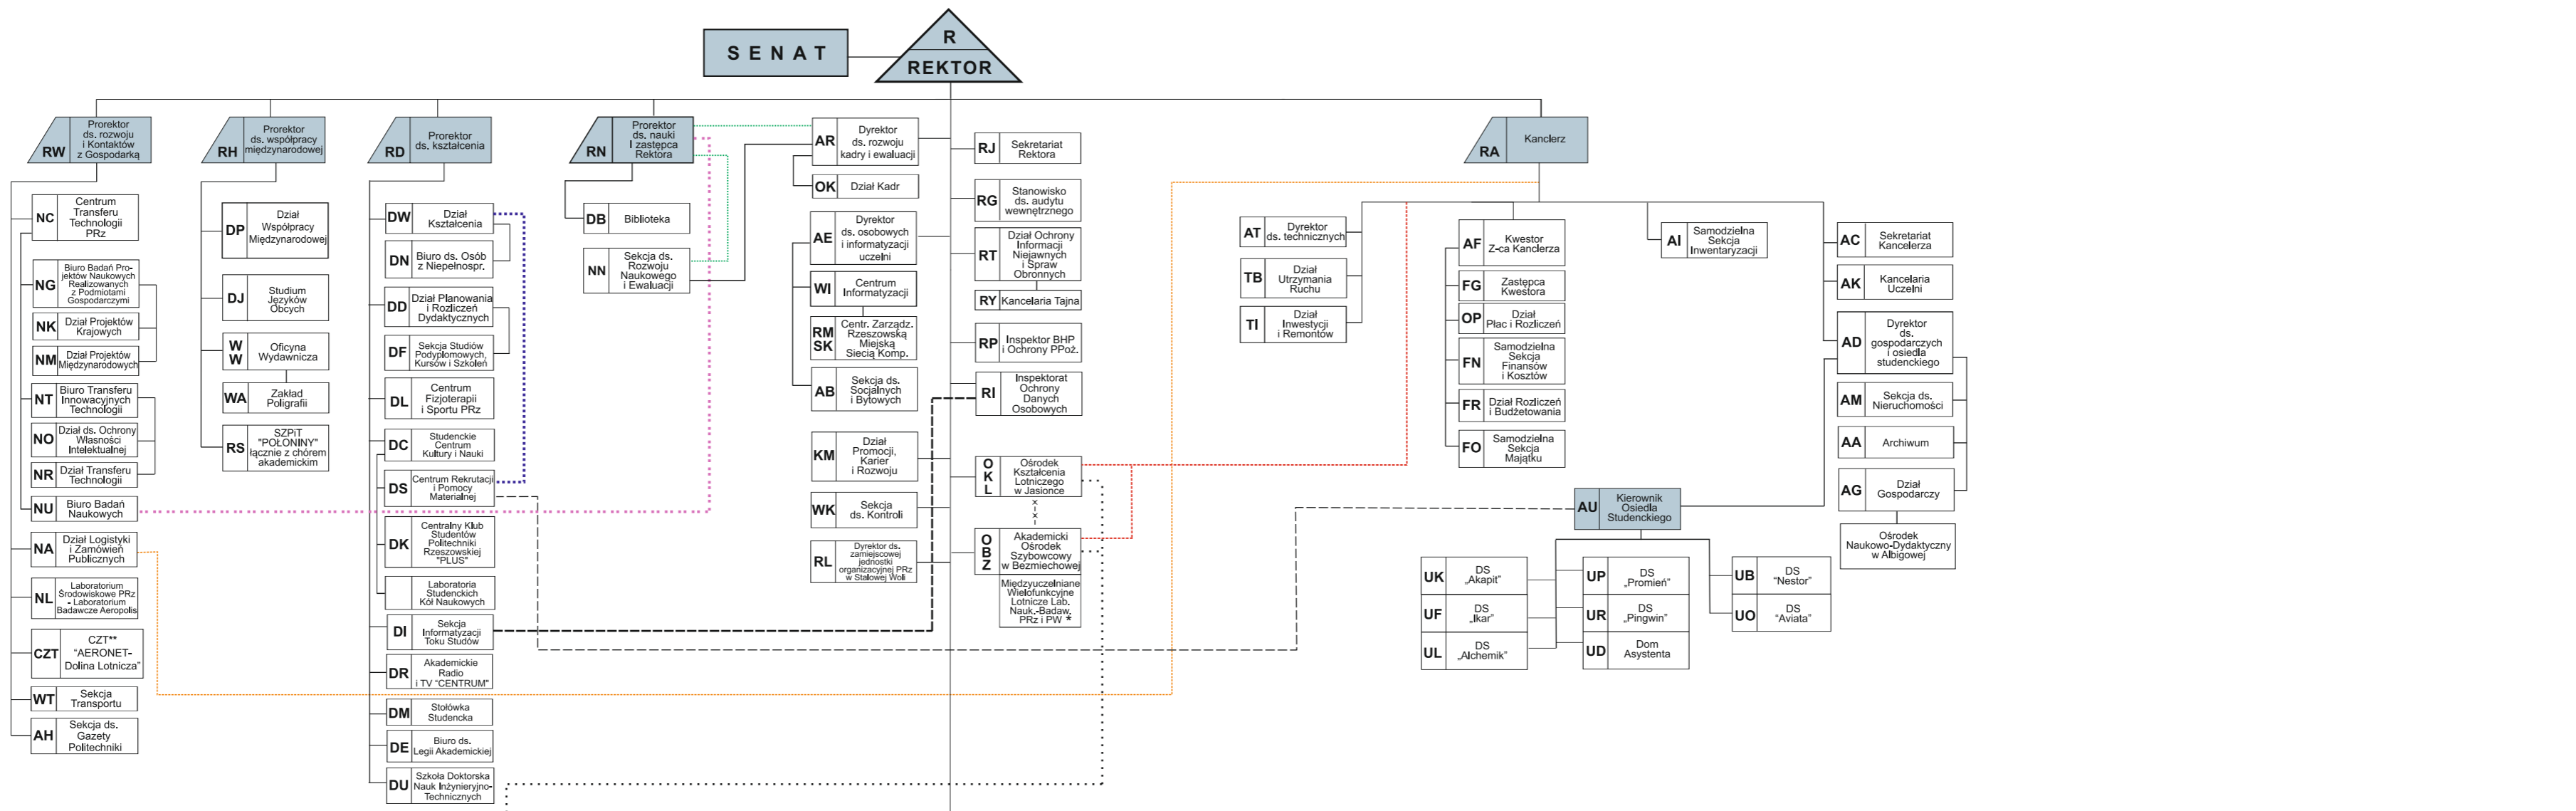 S E N A T
R
REKTOR
RW
Prorektor
ds. rozwoju
i Kontaktów
z Gospodarką
RH
Prorektor
ds. współpracy
międzynarodowej
RD
Prorektor
ds. kształcenia
RN
Prorektor
ds. nauki
I zastępca
Rektora
RA
Kanclerz
NC
Centrum
Transferu
Technologii
PRz
NG
Biuro Badań Pro-
jektów Naukowych
Realizowanych
z Podmiotami
Gospodarczymi
NK
Dział Projektów
Krajowych
NM
Dział Projektów
Międzynarodowych
NT
Biuro Transferu
Innowacyjnych
Technologii
NO
Dział ds. Ochrony
Własności
Intelektualnej
NR
Dział Transferu
Technologii
NU
Biuro Badań
Naukowych
NA
Dział Logistyki
i Zamówień
Publicznych
NL
Laboratorium
Środowiskowe PRz
- Laboratorium
Badawcze Aeropolis
CZT
CZT**
"AERONET-
Dolina Lotnicza"
WT
Sekcja
Transportu
AH
Sekcja ds.
Gazety
Politechniki
DP
Dział
Współpracy
Międzynarodowej
DJ
Studium
Języków
Obcych
W
W
Oficyna
Wydawnicza
WA
Zakład
Poligrafii
RS
SZPiT
"POŁONINY"
łącznie z chórem
akademickim
DW
Dział
Kształcenia
DN
Biuro ds. Osób
z Niepełnospr.
DD
Dział Planowania
i Rozliczeń
Dydaktycznych
DF
Sekcja Studiów
Podyplomowych,
Kursów i Szkoleń
DL
Centrum
Fizjoterapii
i Sportu PRz
DC
Studenckie
Centrum
Kultury i Nauki
DS
Centrum Rekrutacji
i Pomocy
Materialnej
DK
Centralny Klub
Studentów
Politechniki
Rzeszowskiej
"PLUS"
Laboratoria
Studenckich
Kół Naukowych
DI
Sekcja
Informatyzacji
Toku Studów
DR
Akademickie
Radio
i TV "CENTRUM"
DM
Stołówka
Studencka
DE
Biuro ds.
Legii Akademickiej
DU
Szkoła Doktorska
Nauk Inżynieryjno-
Technicznych
DB
Biblioteka
NN
Sekcja ds.
Rozwoju
Naukowego
i Ewaluacji
AR
Dyrektor
ds. rozwoju
kadry i ewaluacji
OK
Dział Kadr
AE
Dyrektor
ds. osobowych
i informatyzacji
uczelni
WI
Centrum
Informatyzacji
RM
SK
Centr. Zarządz.
Rzeszowską
Miejską
Siecią Komp.
AB
Sekcja ds.
Socjalnych
i Bytowych
KM
Dział
Promocji,
Karier
i Rozwoju
WK
Sekcja
ds. Kontroli
RL
Dyrektor ds.
zamiejscowej
jednostki
organizacyjnej PRz
w Stalowej Woli
RJ
Sekretariat
Rektora
RG
Stanowisko
ds. audytu
wewnętrznego
RT
Dział Ochrony
Informacji
Niejawnych
i Spraw
Obronnych
RY
Kancelaria Tajna
RP
Inspektor BHP
i Ochrony PPoż.
RI
Inspektorat
Ochrony
Danych
Osobowych
O
K
L
Ośrodek
Kształcenia
Lotniczego
w Jasionce
x
x
O
B
Z
Akademicki
Ośrodek
Szybowcowy
w Bezmiechowej
Międzyuczelniane
Wielofunkcyjne
Lotnicze Lab.
Nauk.-Badaw.
PRz i PW *
AT
Dyrektor
ds. technicznych
TB
Dział
Utrzymania
Ruchu
TI
Dział
Inwestycji
i Remontów
AF
Kwestor
Z-ca Kanclerza
FG
Zastępca
Kwestora
OP
Dział
Płac i Rozliczeń
FN
Samodzielna
Sekcja
Finansów
i Kosztów
FR
Dział Rozliczeń
i Budżetowania
FO
Samodzielna
Sekcja
Majątku
AI
Samodzielna
Sekcja
Inwentaryzacji
AC
Sekretariat
Kancelerza
AK
Kancelaria
Uczelni
AD
Dyrektor
ds.
gospodarczych
i osiedla
studenckiego
AM
Sekcja ds.
Nieruchomości
AA
Archiwum
AG
Dział
Gospodarczy
Ośrodek
Naukowo-Dydaktyczny
w Albigowej
AU
Kierownik
Osiedla
Studenckiego
UK
DS
„Akapit”
UF
DS
„Ikar”
UL
DS
„Alchemik”
UP
DS
„Promień”
UR
DS
„Pingwin”
UD
Dom
Asystenta
UB
DS
“Nestor”
UO
DS
“Aviata”